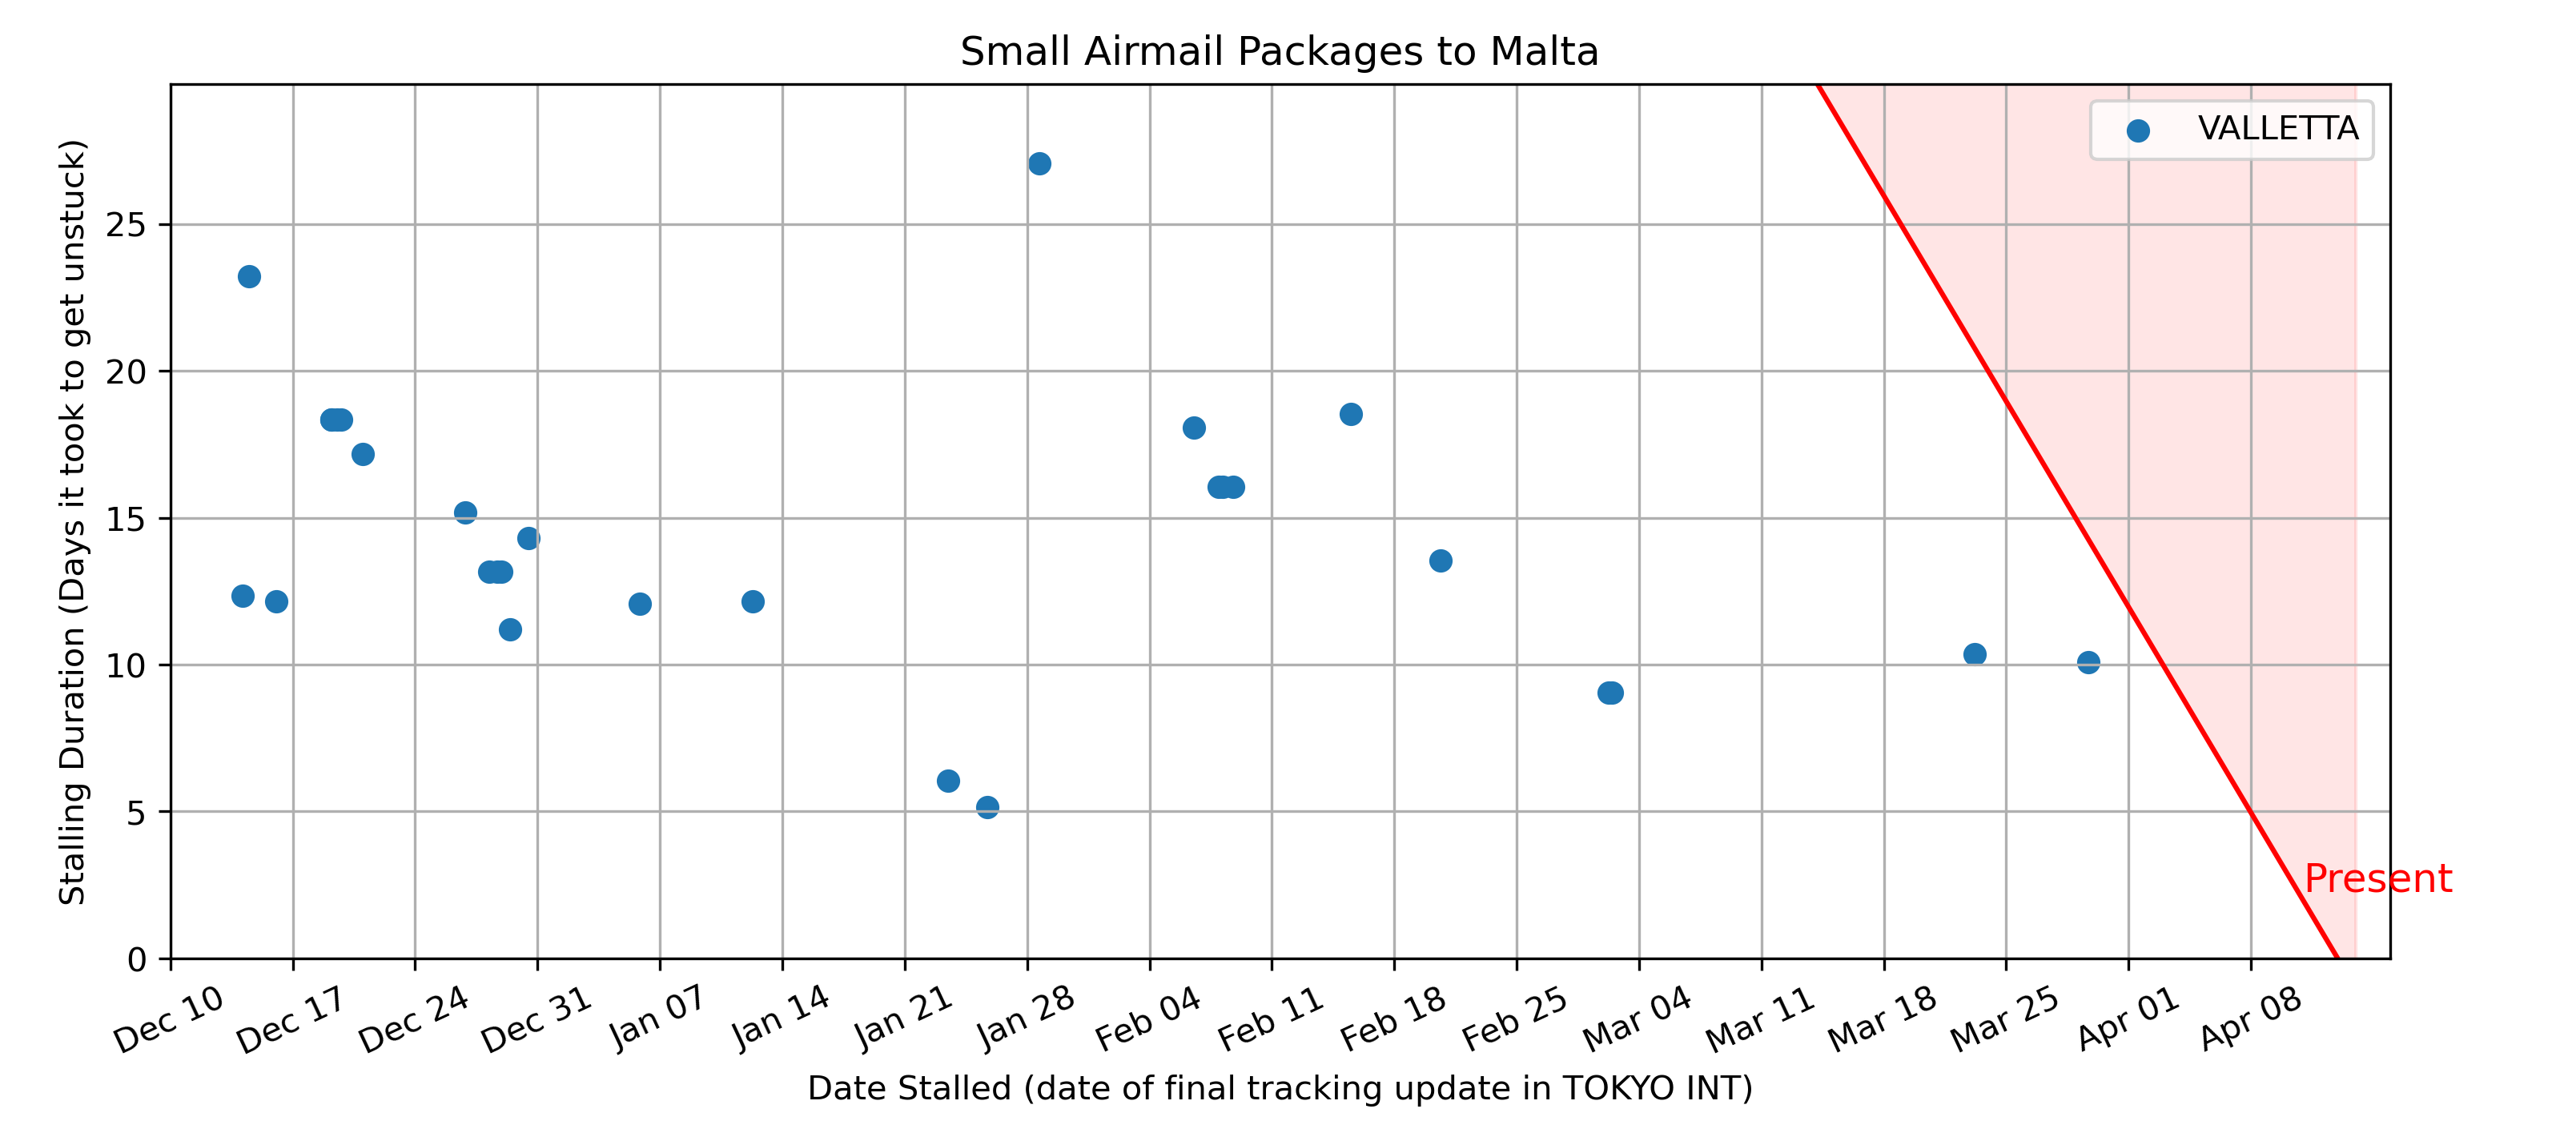 Small Airmail Packages to Malta
VALLETTA
Stalling Duration (Days it took to get unstuck)
25
20
15
10
5
0
Present
Dec 10 Dec 17 Dec 24 Dec 31 Jan 07 Jan 14 Jan 21 Jan 28 Feb 04 Feb 11 Feb 18 Feb 25 Mar 04 Mar 11 Mar 18 Mar 25 Apr 01 Apr 08
Date Stalled (date of final tracking update in TOKYO INT)